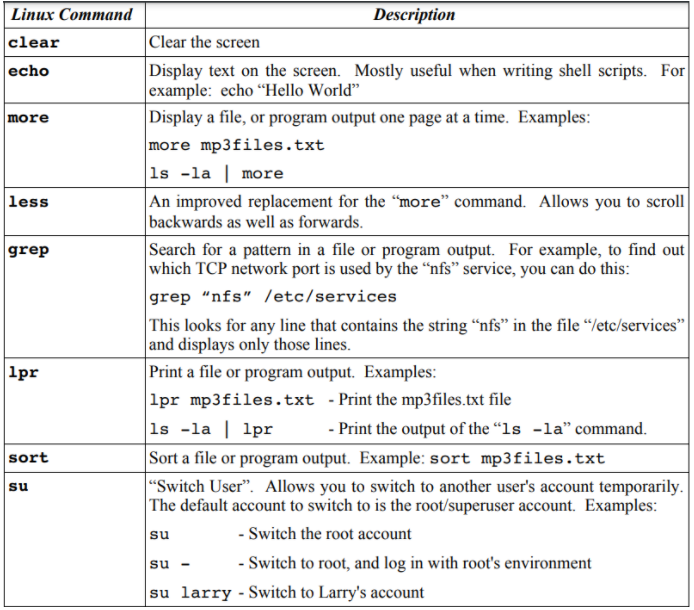 Linux Command Description
clear Clear the screen
echo Display text on the screen. Mostly useful when writing shell scripts. For
example: echo “Hello World”
more Display a file, or program output one page at a time. Examples:
more mp3files.txt
ls -la | more
less An improved replacement for the “more” command. Allows you to scroll
backwards as well as forwards.
grep Search for a pattern in a file or program output. For example, to find out
which TCP network port is used by the “nfs” service, you can do this:
grep “nfs” /etc/services
This looks for any line that contains the string “nfs” in the file “/etc/services”
and displays only those lines.
lpr Print a file or program output. Examples:
lpr mp3files.txt - Print the mp3files.txt file
ls -la | lpr - Print the output of the “ls -la” command.
sort Sort a file or program output. Example: sort mp3files.txt
su “Switch User”. Allows you to switch to another user's account temporarily.
The default account to switch to is the root/superuser account. Examples:
su - Switch the root account
su - - Switch to root, and log in with root's environment
su larry - Switch to Larry's account